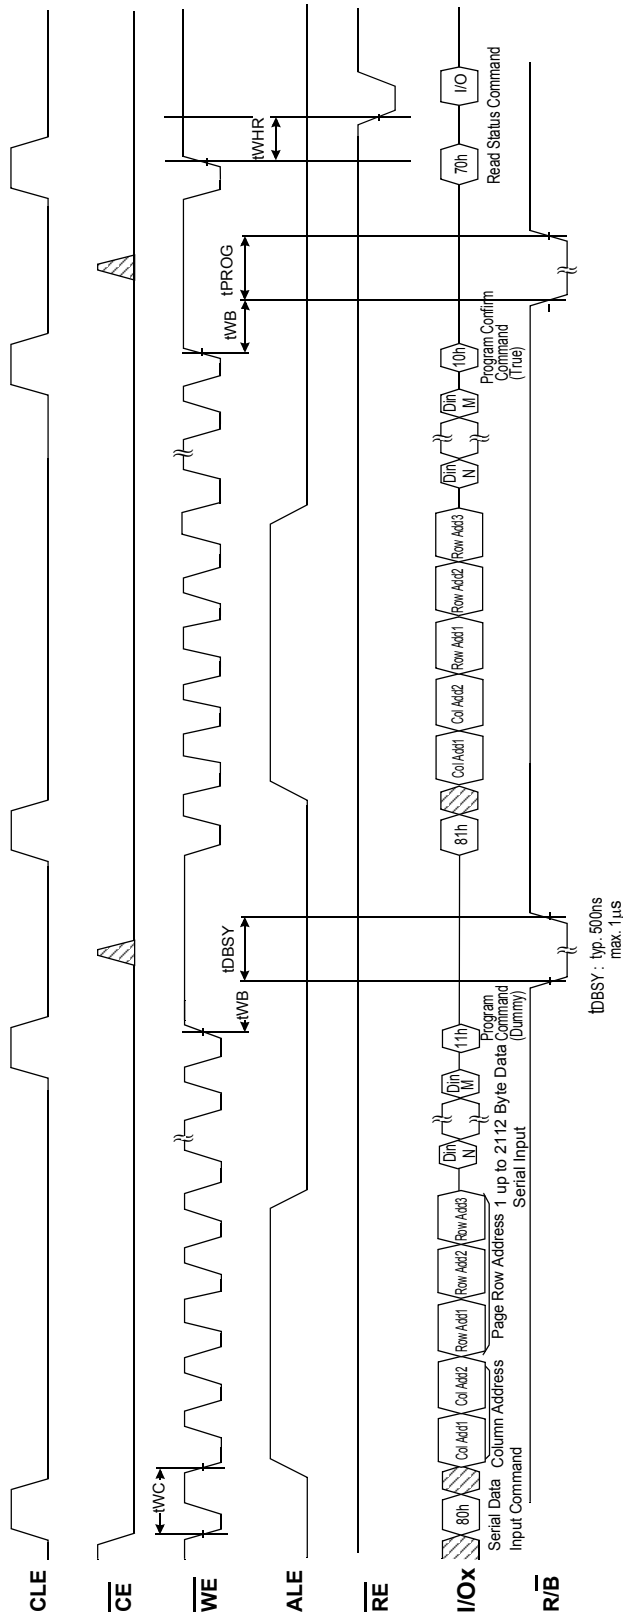 CLE
CE
WE
tWC
tWB
tDBSY
tWB
tPROG
tWHR
ALE
RE
I/Ox
80h
Col Add1
Col Add2
Row Add1
Row Add2
Row Add3
Din
N
Din
M
11h
81h
Col Add1
Col Add2
Row Add1
Row Add2
Row Add3
Din
N
Din
M
10h
70h
I/O
Serial Data
Input Command
Column Address
Page Row Address
1 up to 2112 Byte Data
Serial Input
Program
Command
(Dummy)
Program Confirm
Command
(True)
Read Status Command
R/B
tDBSY : typ. 500ns
max. 1µs